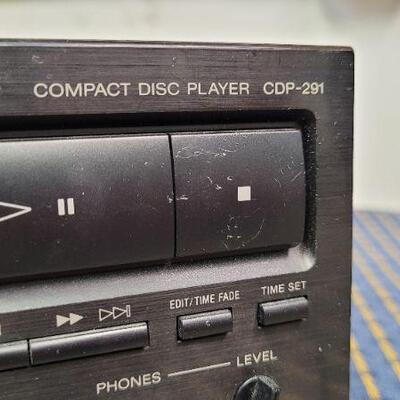 COMPACT DISC PLAYER CDP-291
EDIT/TIME FADE
TIME SET
PHONES
LEVEL